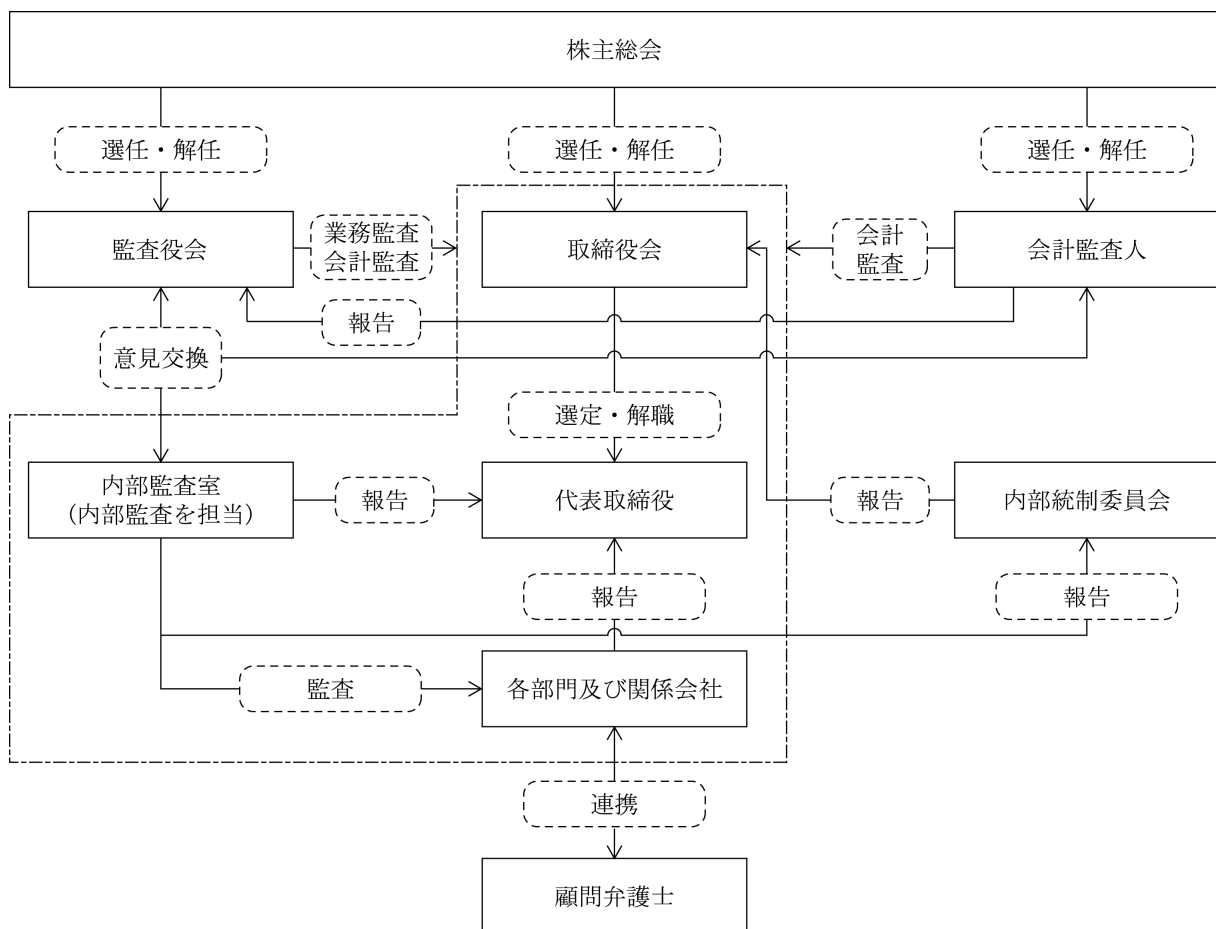 株主総会
選任・解任
選任・解任
選任・解任
監査役会
業務監査
会計監査
取締役会
会計
監査
会計監査人
報告
意見交換
選定・解職
内部監査室
（内部監査を担当）
報告
代表取締役
報告
内部統制委員会
報告
報告
監査
各部門及び関係会社
連携
顧問弁護士